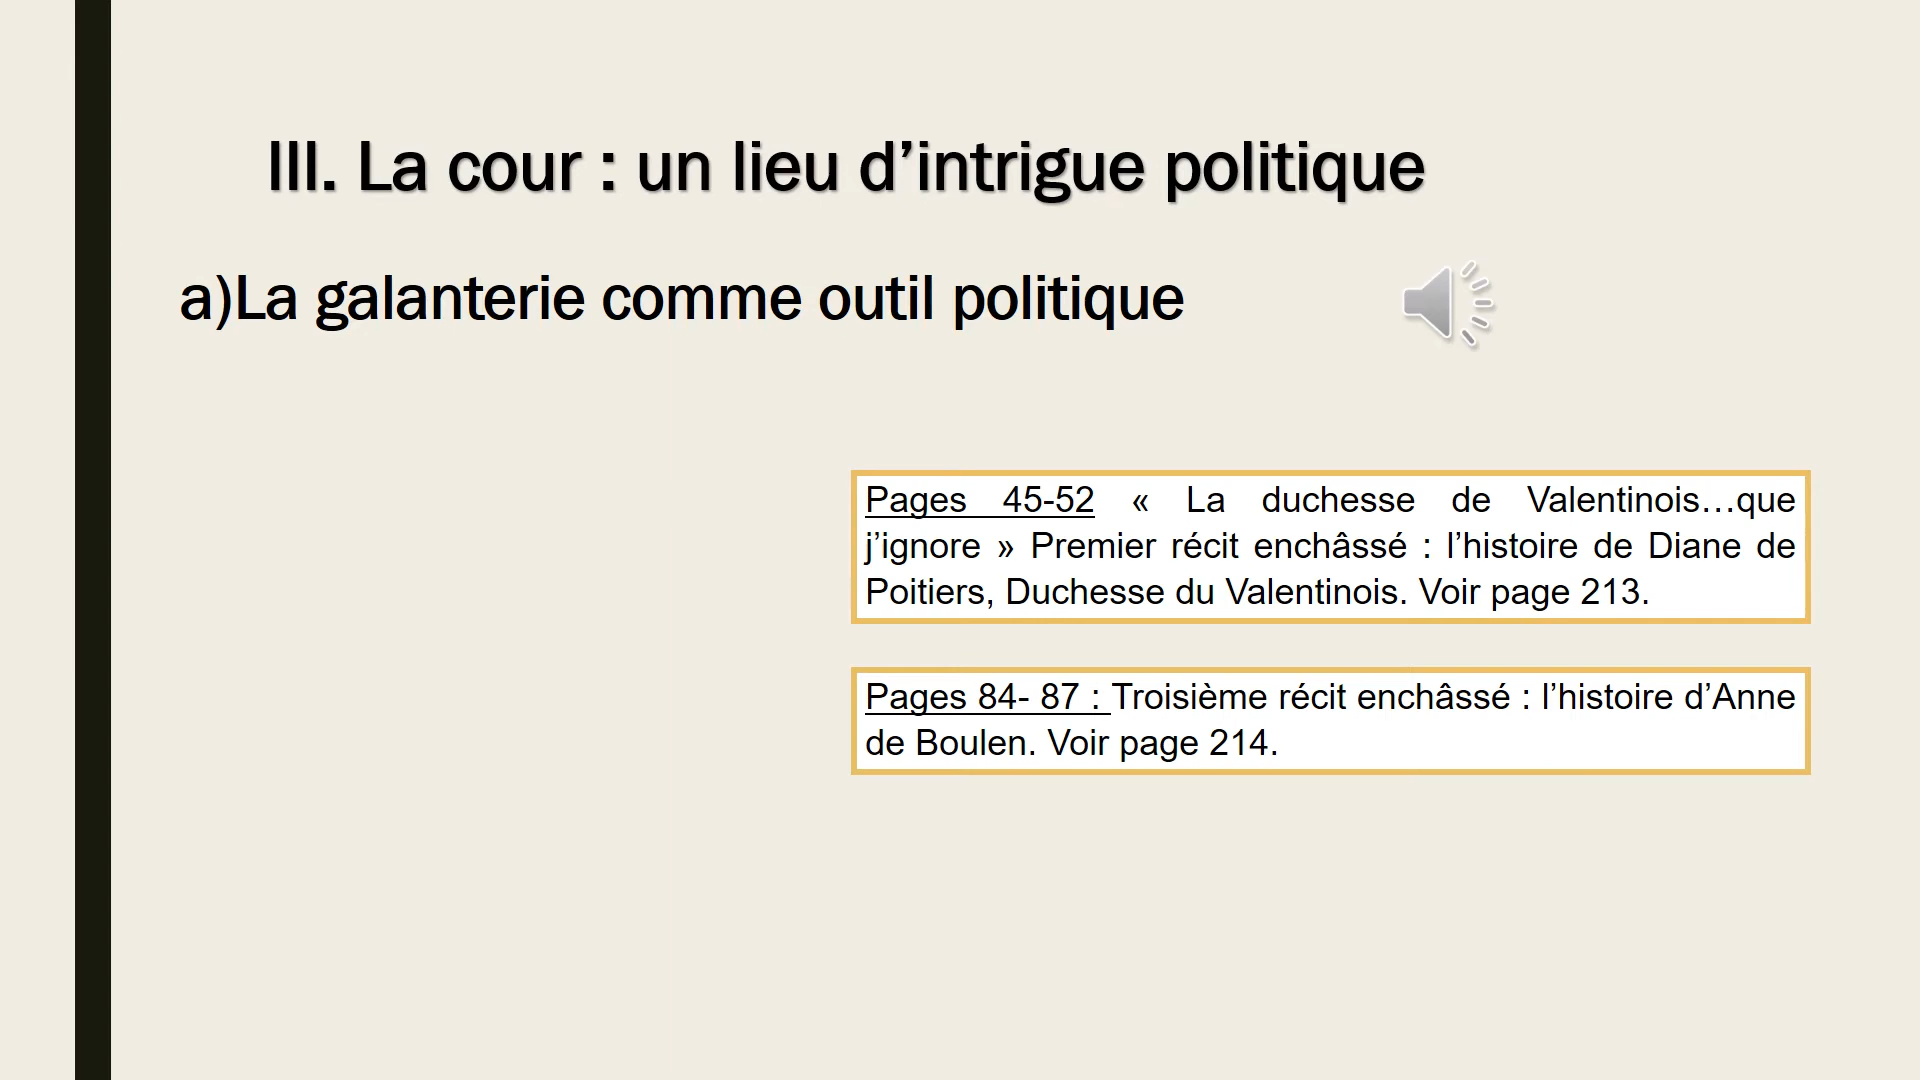 III. La cour : un lieu d’intrigue politique
a)La galanterie comme outil politique
Pages 45-52 « La duchesse de Valentinois…que
j’ignore » Premier récit enchâssé : l’histoire de Diane de
Poitiers, Duchesse du Valentinois. Voir page 213.
Pages 84- 87 : Troisième récit enchâssé : l’histoire d’Anne
de Boulen. Voir page 214.